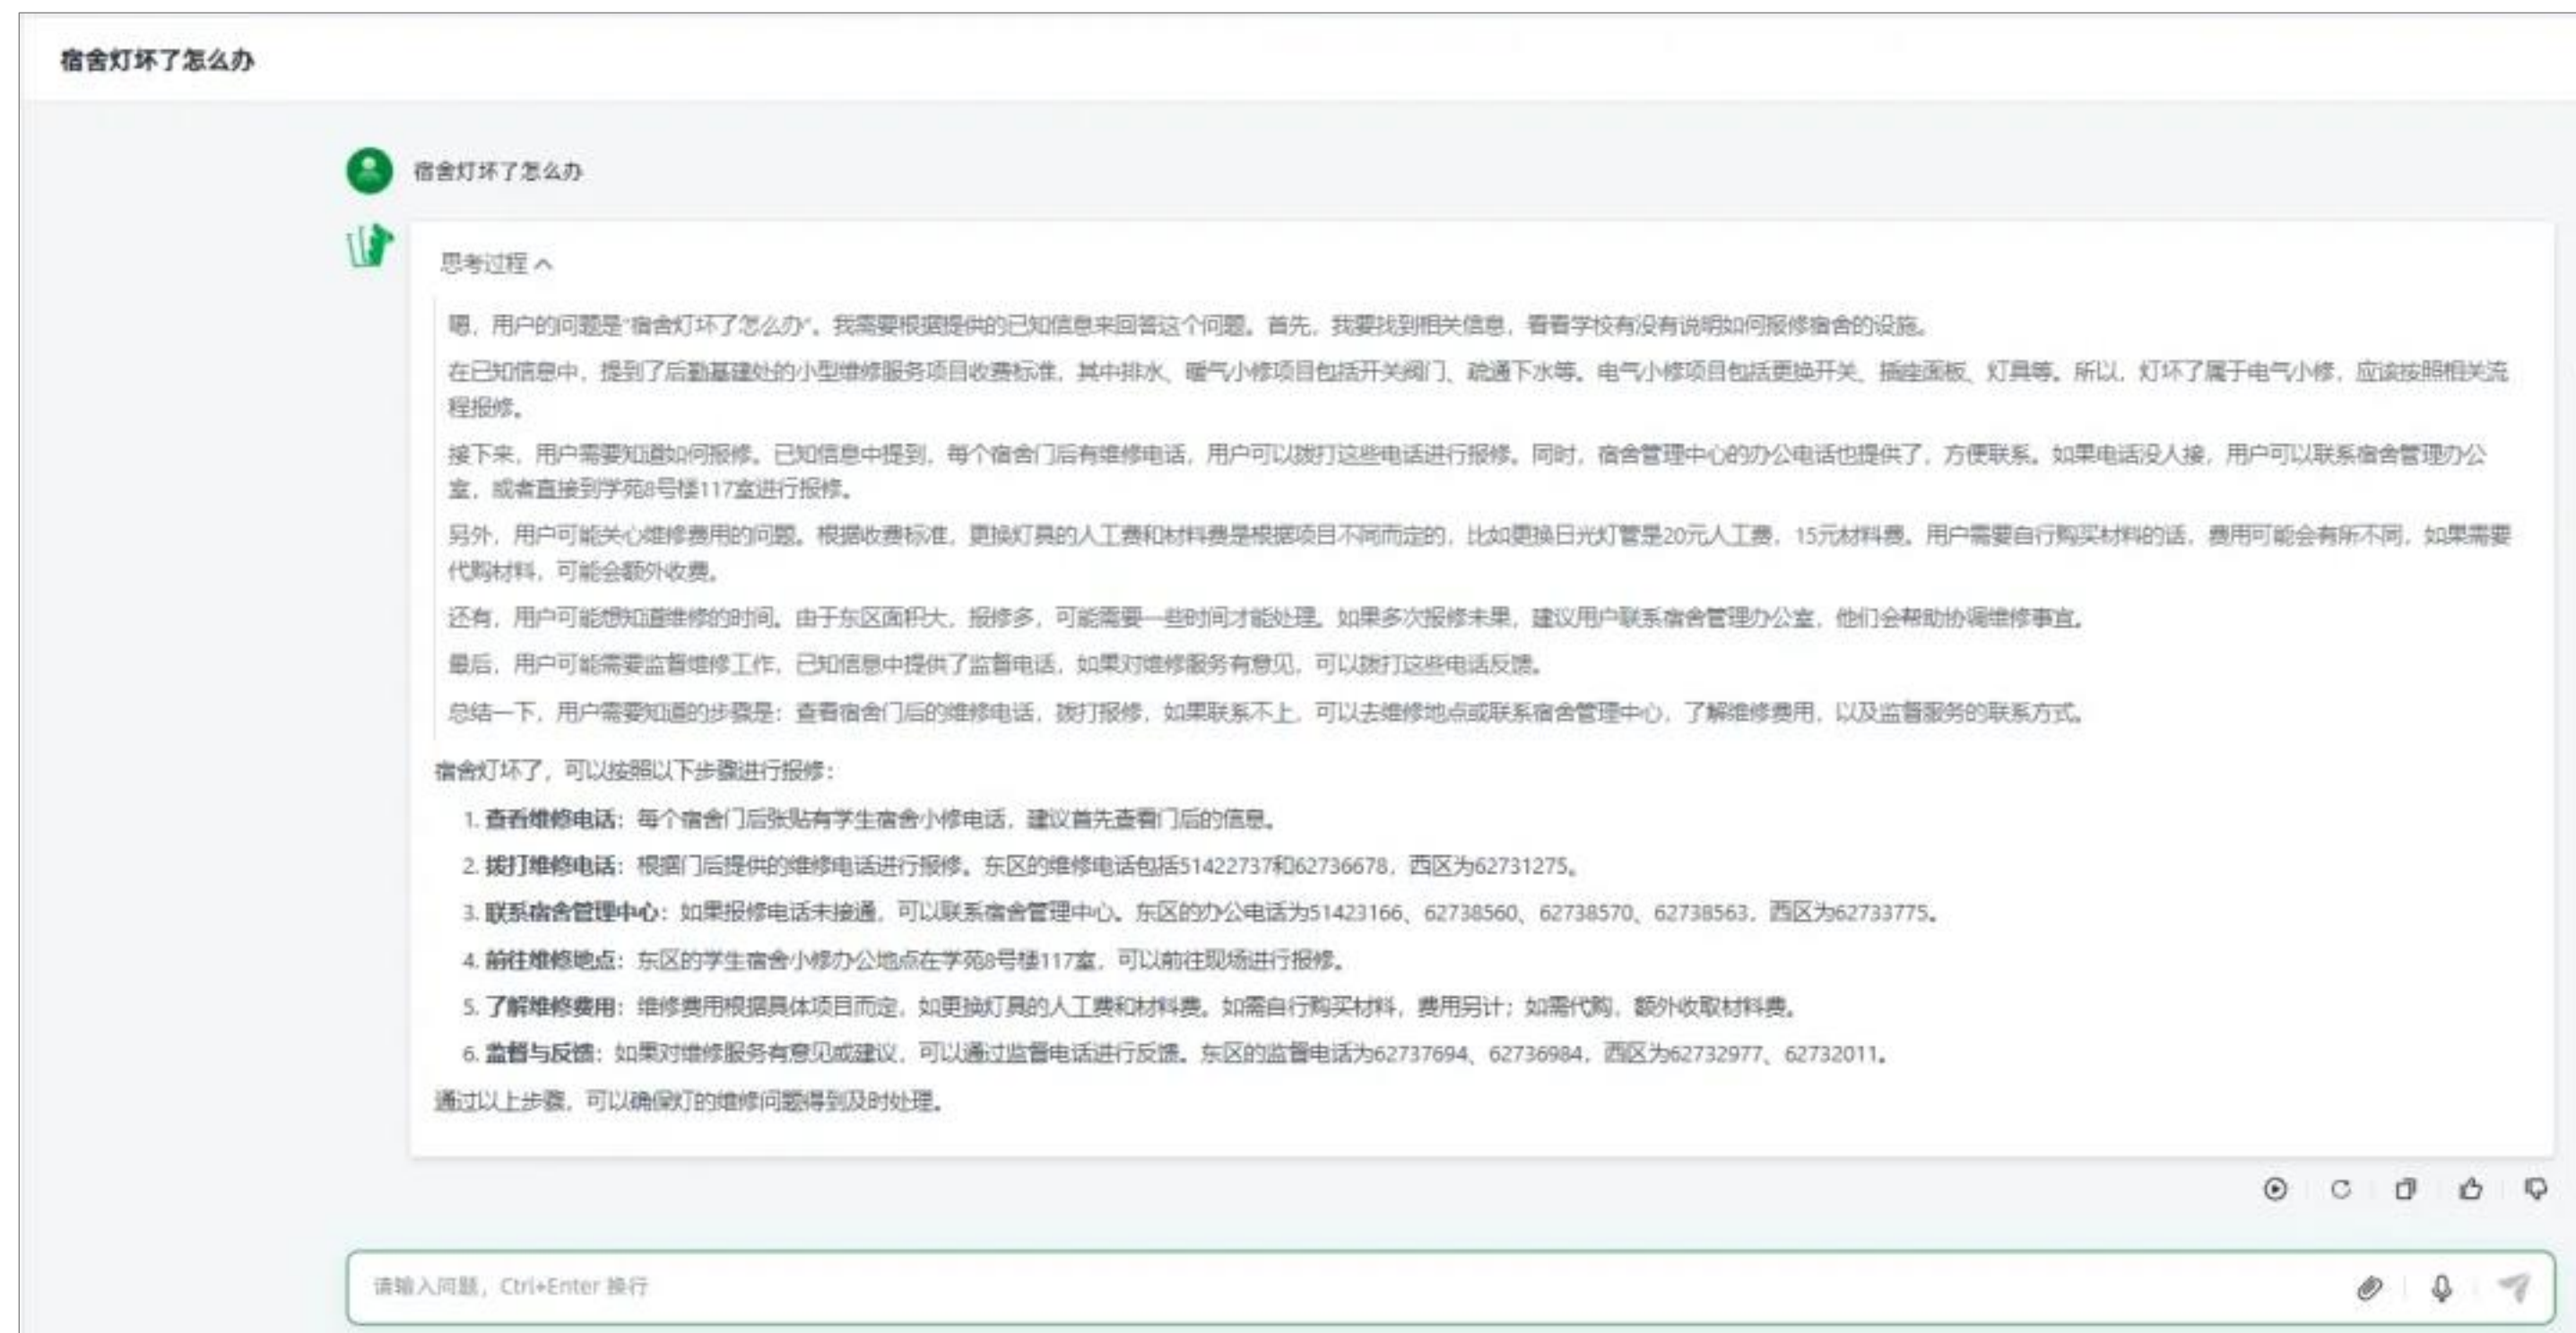 宿舍灯坏了怎么办
宿舍灯坏了怎么办
思考过程
嗯，用户的问题是“宿舍灯坏了怎么办”。我需要根据提供的已知信息来回答这个问题。首先，我要找到相关信息，看看学校有没有说明如何报修宿舍的设施。
在已知信息中，提到了后勤基建处的小型维修服务项目收费标准，其中排水、暖气小修项目包括开关阀门、疏通下水等。电气小修项目包括更换开关、插座面板、灯具等。所以，灯坏了属于电气小修，应该按照相关流
程报修。
接下来，用户需要知道如何报修。已知信息中提到，每个宿舍门后有维修电话，用户可以拨打这些电话进行报修。同时，宿舍管理中心的办公电话也提供了，方便联系。如果电话没人接，用户可以联系宿舍管理办公
室，或者直接到学苑8号楼117室进行报修。
另外，用户可能关心维修费用的问题。根据收费标准，更换灯具的人工费和材料费是根据项目不同而定的，比如更换日光灯管是20元人工费，15元材料费。用户需要自行购买材料的话，费用可能会有所不同，如果需要
代购材料，可能会额外收费。
还有，用户可能想知道维修的时间。由于东区面积大，报修多，可能需要一些时间才能处理。如果多次报修未果，建议用户联系宿舍管理办公室，他们会帮助协调维修事宜。
最后，用户可能需要监督维修工作，已知信息中提供了监督电话，如果对维修服务有意见，可以拨打这些电话反馈。
总结一下，用户需要知道的步骤是：查看宿舍门后的维修电话，拨打报修，如果联系不上，可以去维修地点或联系宿舍管理中心，了解维修费用，以及监督服务的联系方式。
宿舍灯坏了，可以按照以下步骤进行报修：
1. 查看维修电话：每个宿舍门后张贴有学生宿舍小修电话，建议首先查看门后的信息。
2. 拨打维修电话：根据门后提供的维修电话进行报修。东区的维修电话包括51422737和62736678，西区为62731275。
3. 联系宿舍管理中心：如果报修电话未接通，可以联系宿舍管理中心。东区的办公电话为51423166、62738560、62738570、62738563，西区为62733775。
4. 前往维修地点：东区的学生宿舍小修办公地点在学苑8号楼117室，可以前往现场进行报修。
5. 了解维修费用：维修费用根据具体项目而定，如更换灯具的人工费和材料费。如需自行购买材料，费用另计；如需代购，额外收取材料费。
6. 监督与反馈：如果对维修服务有意见或建议，可以通过监督电话进行反馈。东区的监督电话为62737694、62736984，西区为62732977、62732011。
通过以上步骤，可以确保灯的维修问题得到及时处理。
请输入问题，Ctrl+Enter 换行